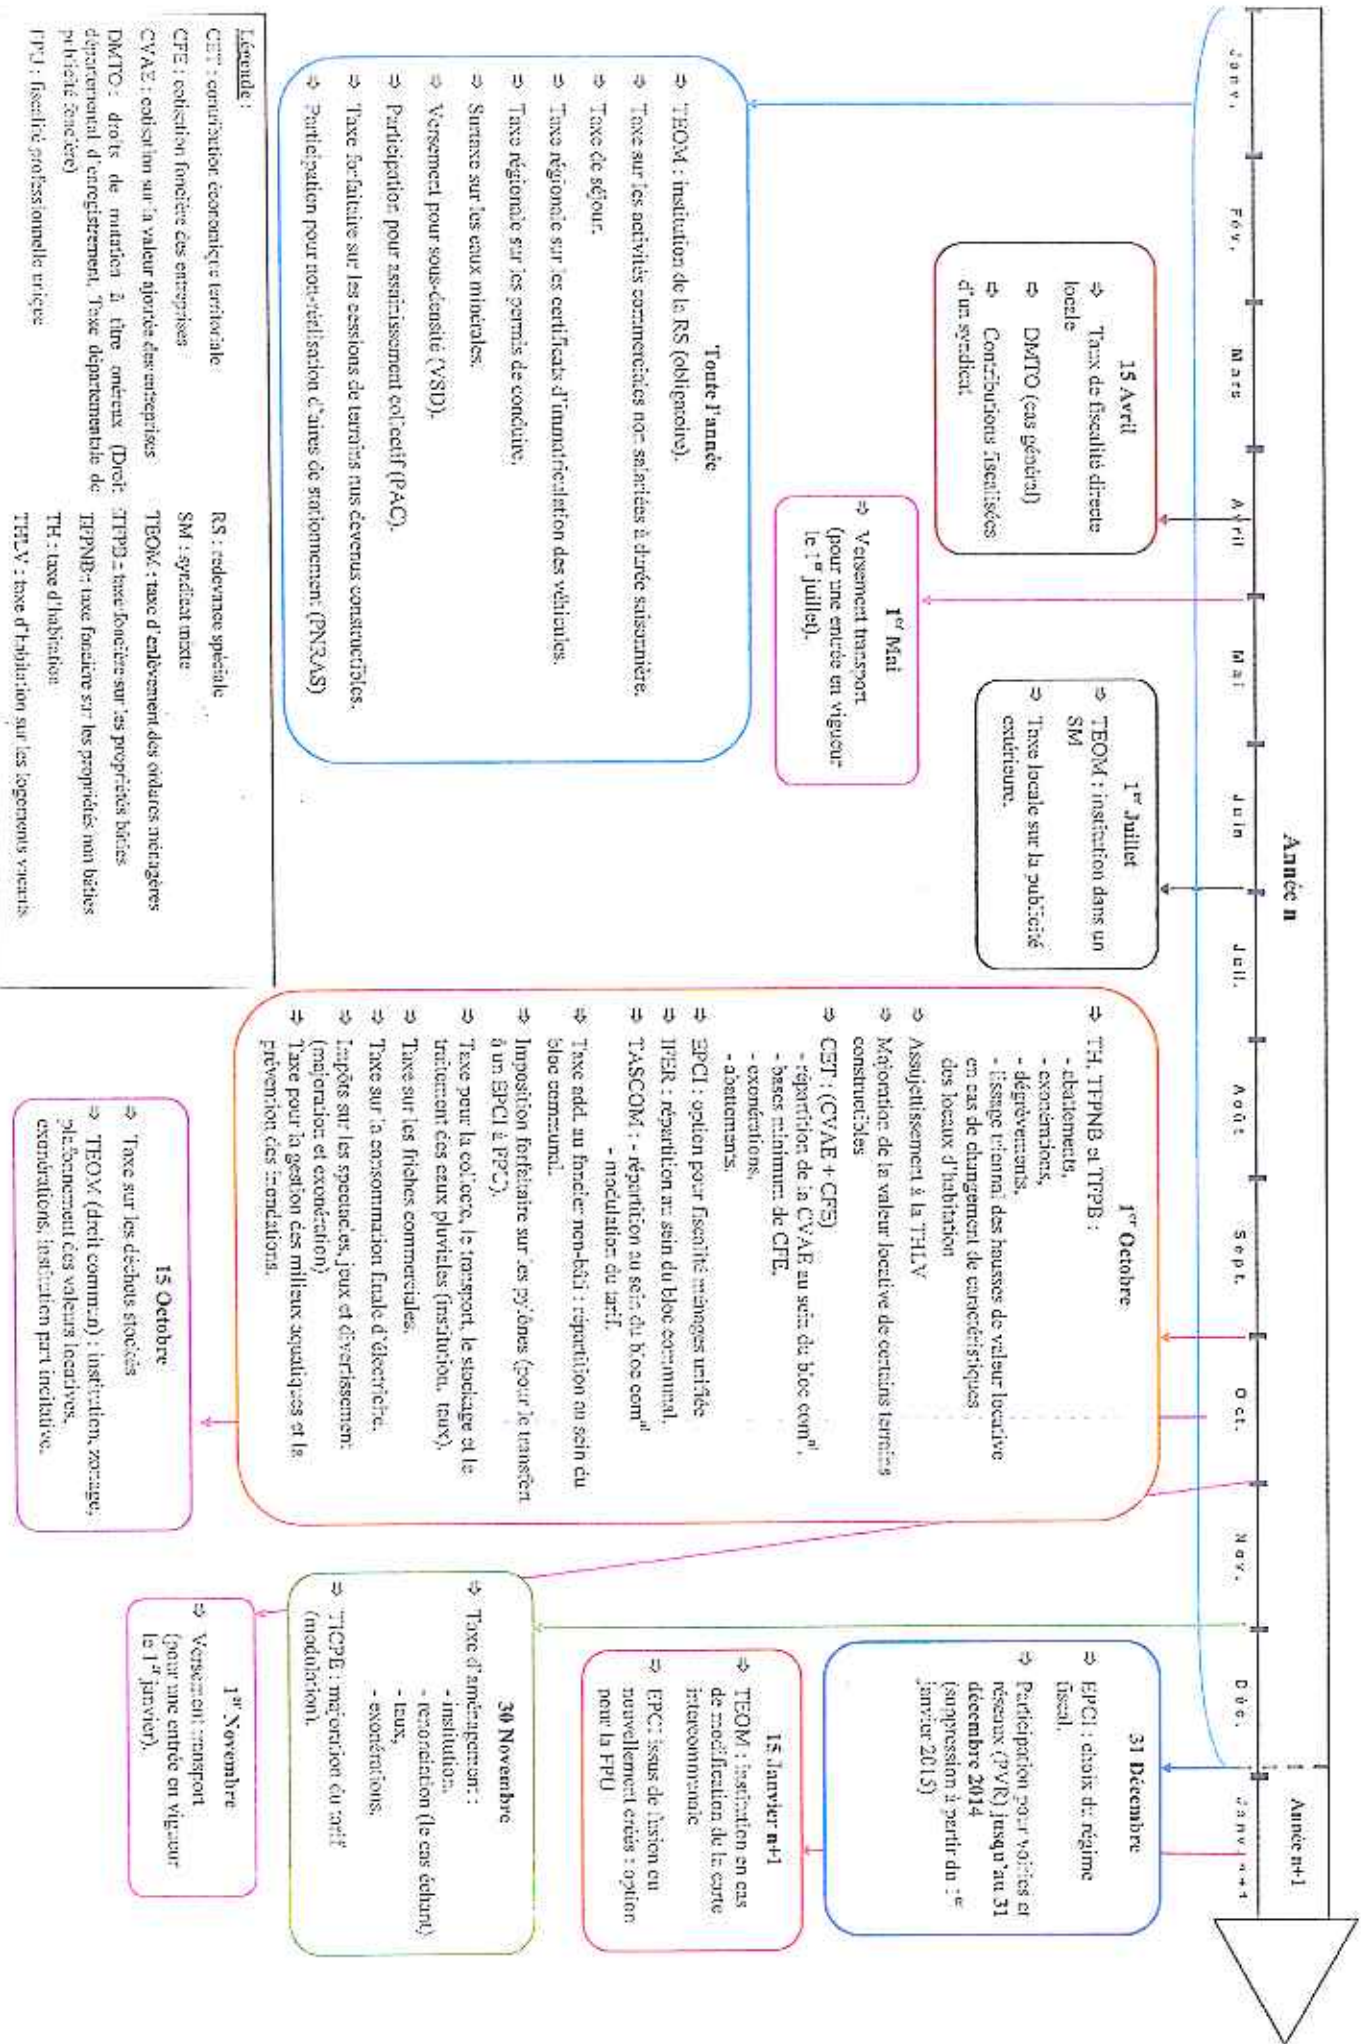 Année n
Année n+1
Janv.
Fév.
Mars
Avril
Mai
Juin
Juil.
Août
Sept.
Oct.
Nov.
Déc.
Janv. n+1
15 Avril
⇨ Taux de fiscalité directe
locale
⇨ DMTO (cas général)
⇨ Contributions fiscalisées
d'un syndicat
1er Mai
⇨ Versement transport
(pour une entrée en vigueur
le 1er juillet).
1er Juillet
⇨ TEOM : institution dans un
SM
⇨ Taxe locale sur la publicité
extérieure.
Toute l'année
⇨ TEOM : institution de la RS (obligatoire).
⇨ Taxe sur les activités commerciales non salariées à durée saisonnière.
⇨ Taxe de séjour.
⇨ Taxe régionale sur les certificats d'immatriculation des véhicules.
⇨ Taxe régionale sur les permis de conduire.
⇨ Surtaxe sur les eaux minérales.
⇨ Versement pour sous-densité (VSD).
⇨ Participation pour assainissement collectif (PAC).
⇨ Taxe forfaitaire sur les cessions de terrains nus devenus constructibles.
⇨ Participation pour non-réalisation d'aires de stationnement (PNRAS)
1er Octobre
⇨ TH, TFPNB et TFPB :
- abattements,
- exonérations,
- dégrèvements,
- lissage triennal des hausses de valeur locative
en cas de changement de caractéristiques
des locaux d'habitation
⇨ Assujettissement à la THLV
⇨ Majoration de la valeur locative de certains terrains
constructibles
⇨ CET : (CVAE + CFE)
- répartition de la CVAE au sein du bloc com al,
- bases minimum de CFE,
- exonérations,
- abattements.
⇨ EPCI : option pour fiscalité ménages unifiée
⇨ IFER : répartition au sein du bloc communal.
⇨ TASCOM : - répartition au sein du bloc com al
- modulation du tarif.
⇨ Taxe add. au foncier non-bâti : répartition au sein du
bloc communal.
⇨ Imposition forfaitaire sur les pylônes (pour le transfert
à un EPCI à FPU).
⇨ Taxe pour la collecte, le transport, le stockage et le
traitement des eaux pluviales (institution, taux).
⇨ Taxe sur les friches commerciales.
⇨ Taxe sur la consommation finale d'électricité.
⇨ Impôts sur les spectacles, jeux et divertissement
(majoration et exonération)
⇨ Taxe pour la gestion des milieux aquatiques et la
prévention des inondations.
15 Octobre
⇨ Taxe sur les déchets stockés
⇨ TEOM (droit commun) : institution, zonage,
plafonnement des valeurs locatives,
exonérations, institution part incitative.
31 Décembre
⇨ EPCI : choix du régime
fiscal.
⇨ Participation pour voiries et
réseaux (PVR) jusqu'au 31
décembre 2014
(suppression à partir du 1er
janvier 2015)
15 Janvier n+1
⇨ TEOM : institution en cas
de modification de la carte
intercommunale
⇨ EPCI issus de fusion ou
nouvellement créés : option
pour la FPU
30 Novembre
⇨ Taxe d'aménagement :
- institution,
- renonciation (le cas échant)
- taux,
- exonérations.
⇨ TICPE : majoration du tarif
(modulation).
1er Novembre
⇨ Versement transport
(pour une entrée en vigueur
le 1er janvier).
Légende :
CET : contribution économique territoriale
CFE : cotisation foncière des entreprises
CVAE : cotisation sur la valeur ajoutée des entreprises
DMTO : droits de mutation à titre onéreux (Droit
départemental d'enregistrement, Taxe départementale de
publicité foncière)
FPU : fiscalité professionnelle unique
RS : redevance spéciale
SM : syndicat mixte
TEOM : taxe d'enlèvement des ordures ménagères
TFPB : taxe foncière sur les propriétés bâties
TFPNB : taxe foncière sur les propriétés non bâties
TH : taxe d'habitation
THLV : taxe d'habitation sur les logements vacants